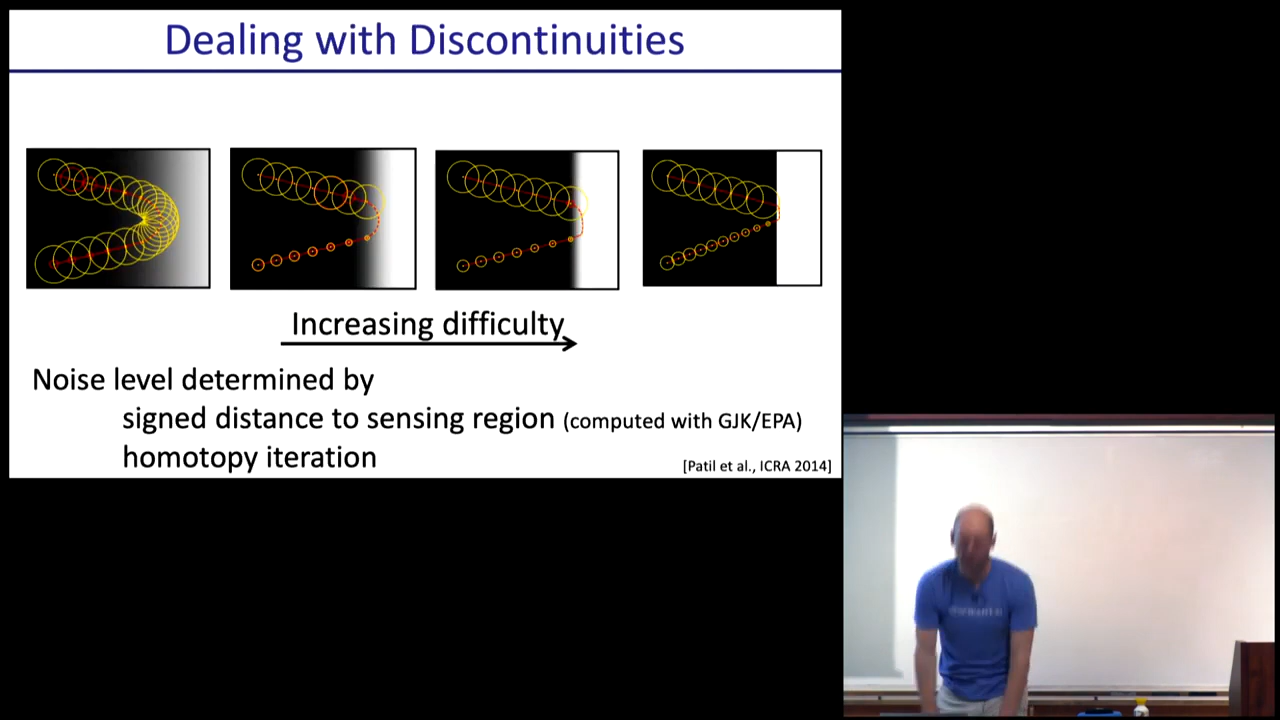 Dealing with Discontinuities
Increasing difficulty
Noise level determined by
signed distance to sensing region (computed with GJK/EPA)
homotopy iteration
[Patil et al., ICRA 2014]